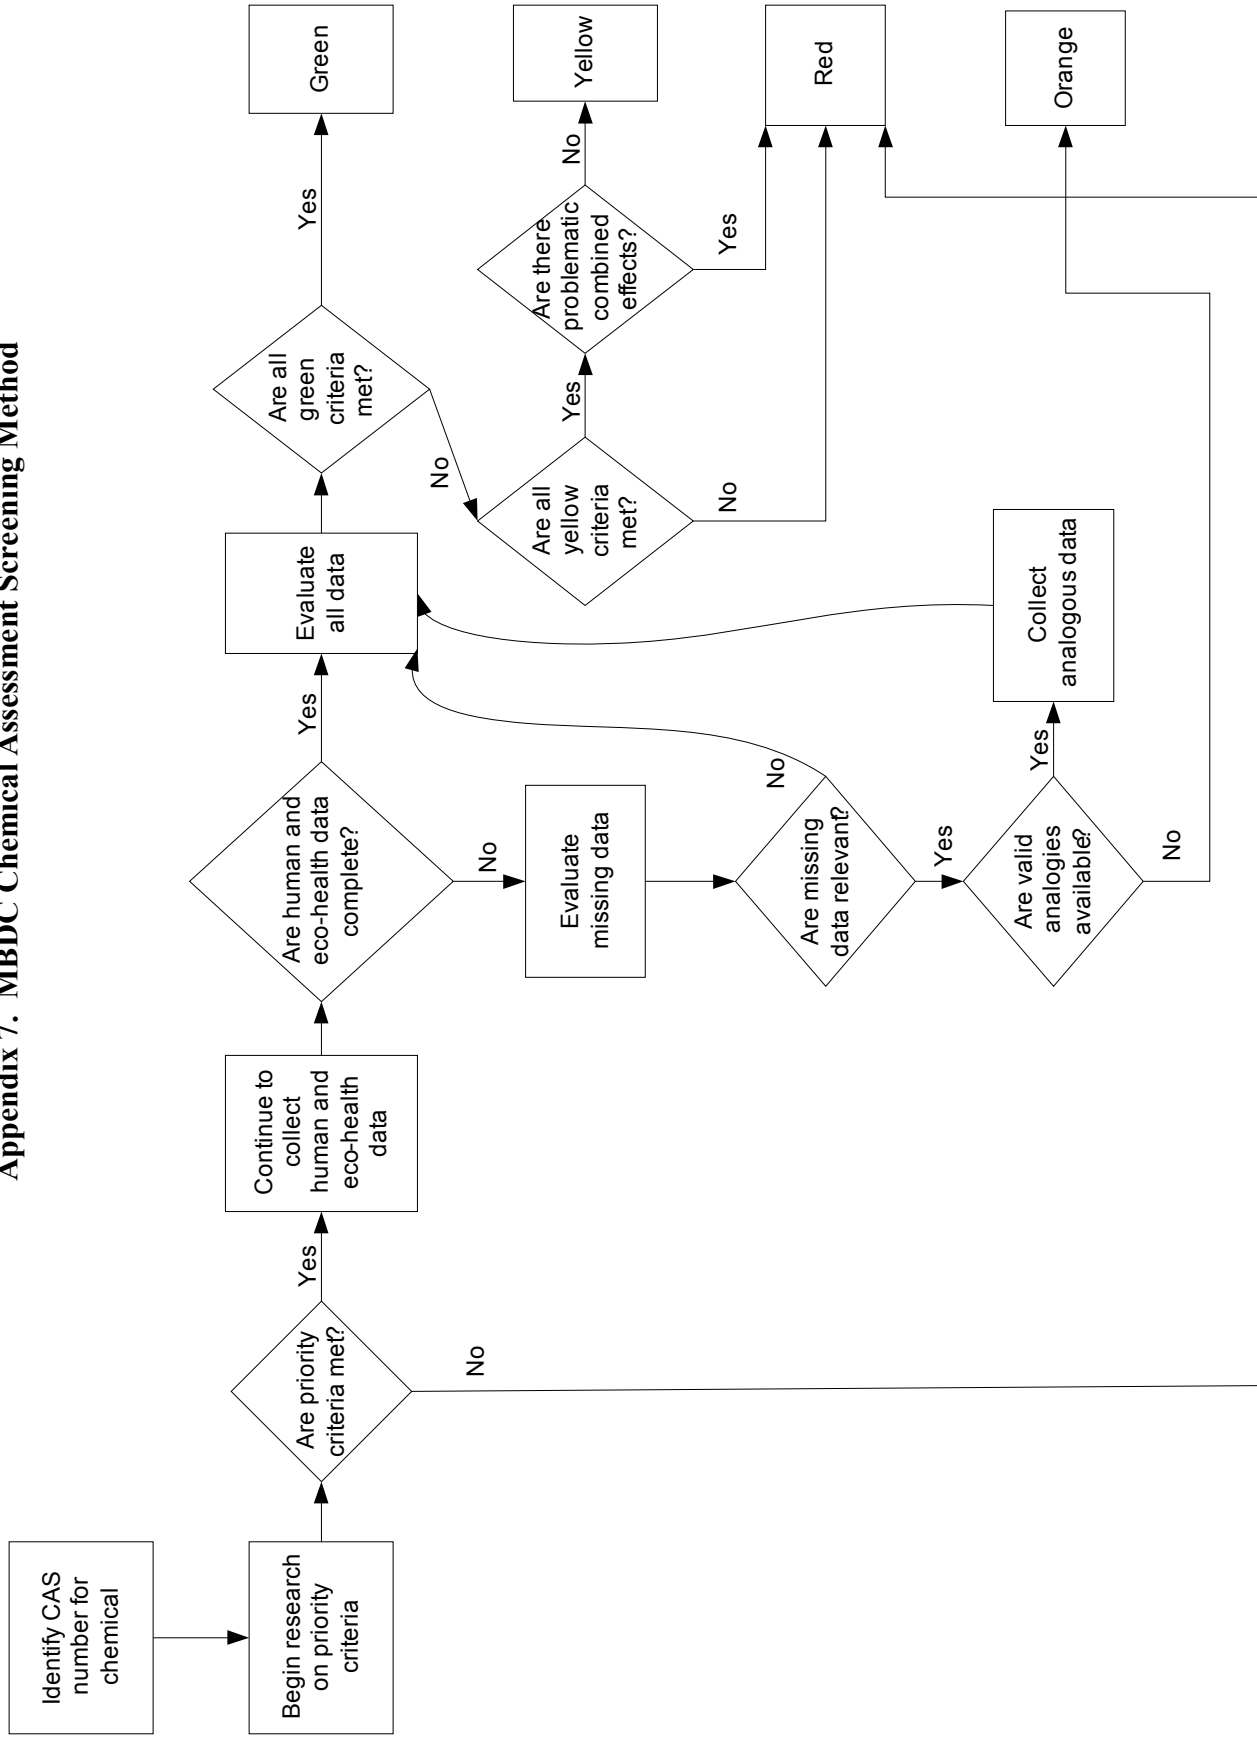 Appendix 7. MBDC Chemical Assessment Screening Method
Identify CAS
number for
chemical
Begin research
on priority
criteria
Are priority
criteria met?
Yes
No
Continue to
collect
human and
eco-health
data
Are human and
eco-health data
complete?
Yes
No
Evaluate
missing data
Are missing
data relevant?
No
Yes
Are valid
analogies
available?
Yes
No
Collect
analogous data
Evaluate
all data
Are all
green
criteria
met?
Yes
No
Green
Are all
yellow
criteria
met?
Yes
No
Are there
problematic
combined
effects?
No
Yes
Yellow
Red
Orange